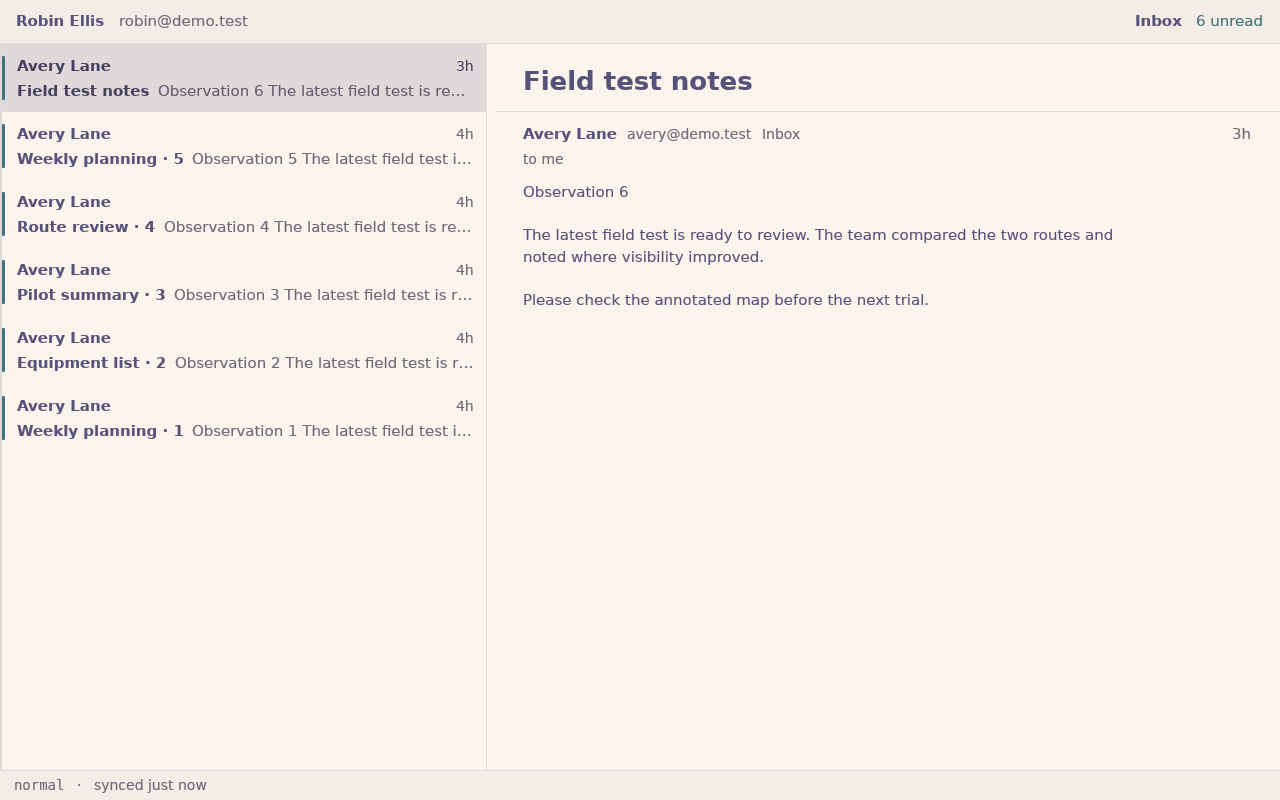 Robin Ellis robin@demo.test
Inbox 6 unread
Avery Lane 3h
Field test notes Observation 6 The latest field test is re…
Avery Lane 4h
Weekly planning · 5 Observation 5 The latest field test i…
Avery Lane 4h
Route review · 4 Observation 4 The latest field test is re…
Avery Lane 4h
Pilot summary · 3 Observation 3 The latest field test is r…
Avery Lane 4h
Equipment list · 2 Observation 2 The latest field test is r…
Avery Lane 4h
Weekly planning · 1 Observation 1 The latest field test i…
Field test notes
Avery Lane avery@demo.test Inbox 3h
to me
Observation 6
The latest field test is ready to review. The team compared the two routes and
noted where visibility improved.
Please check the annotated map before the next trial.
normal · synced just now